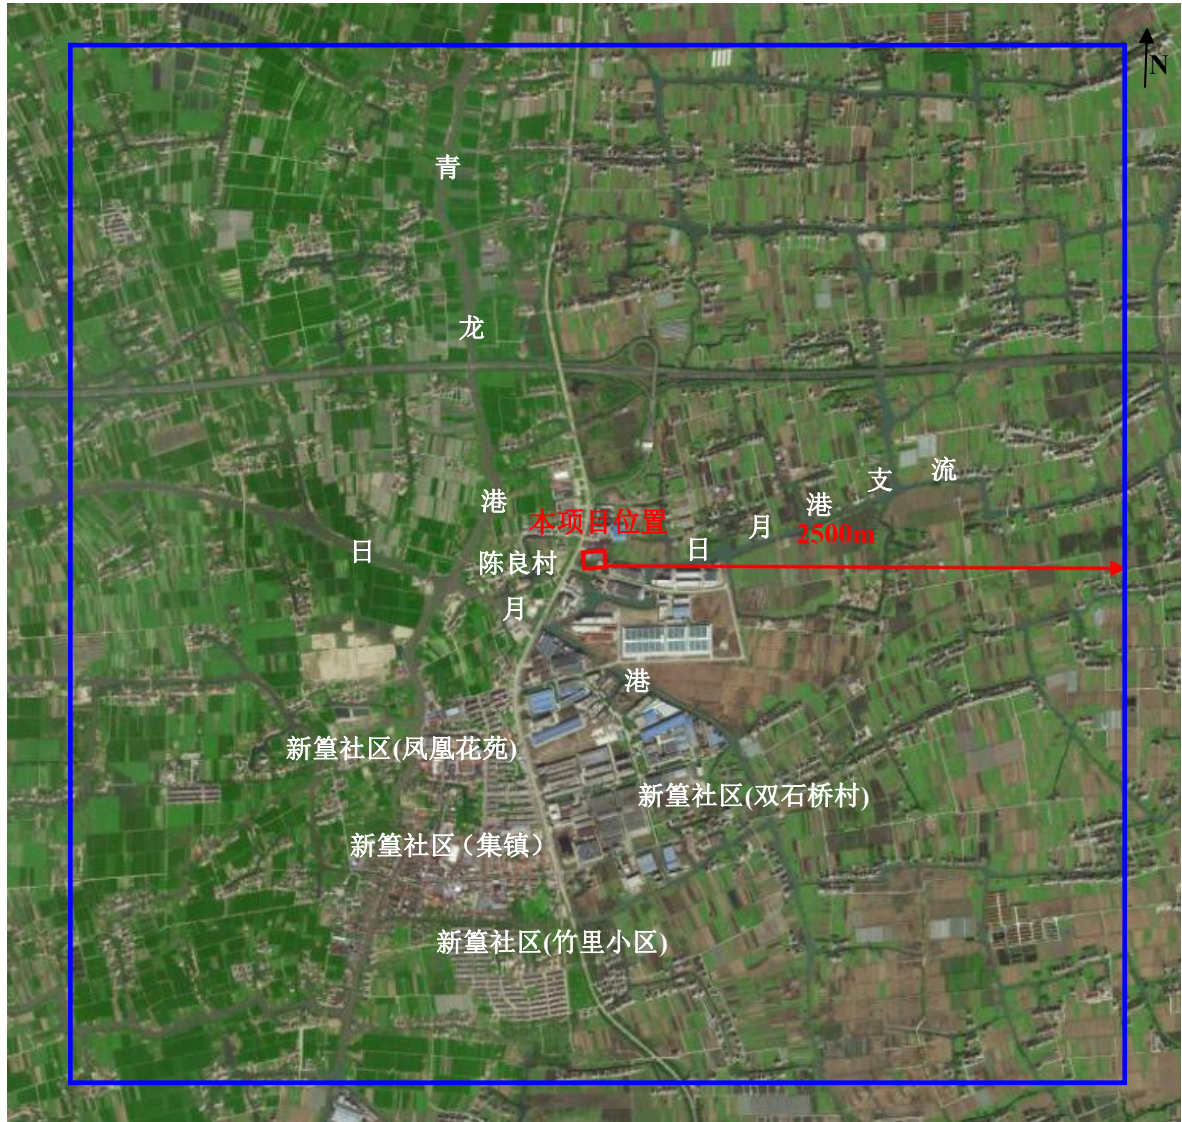 N
青
龙
港
日
月
港
日
月
港
支
流
本项目位置
2500m
陈良村
新篁社区(凤凰花苑)
新篁社区(双石桥村)
新篁社区（集镇）
新篁社区(竹里小区)